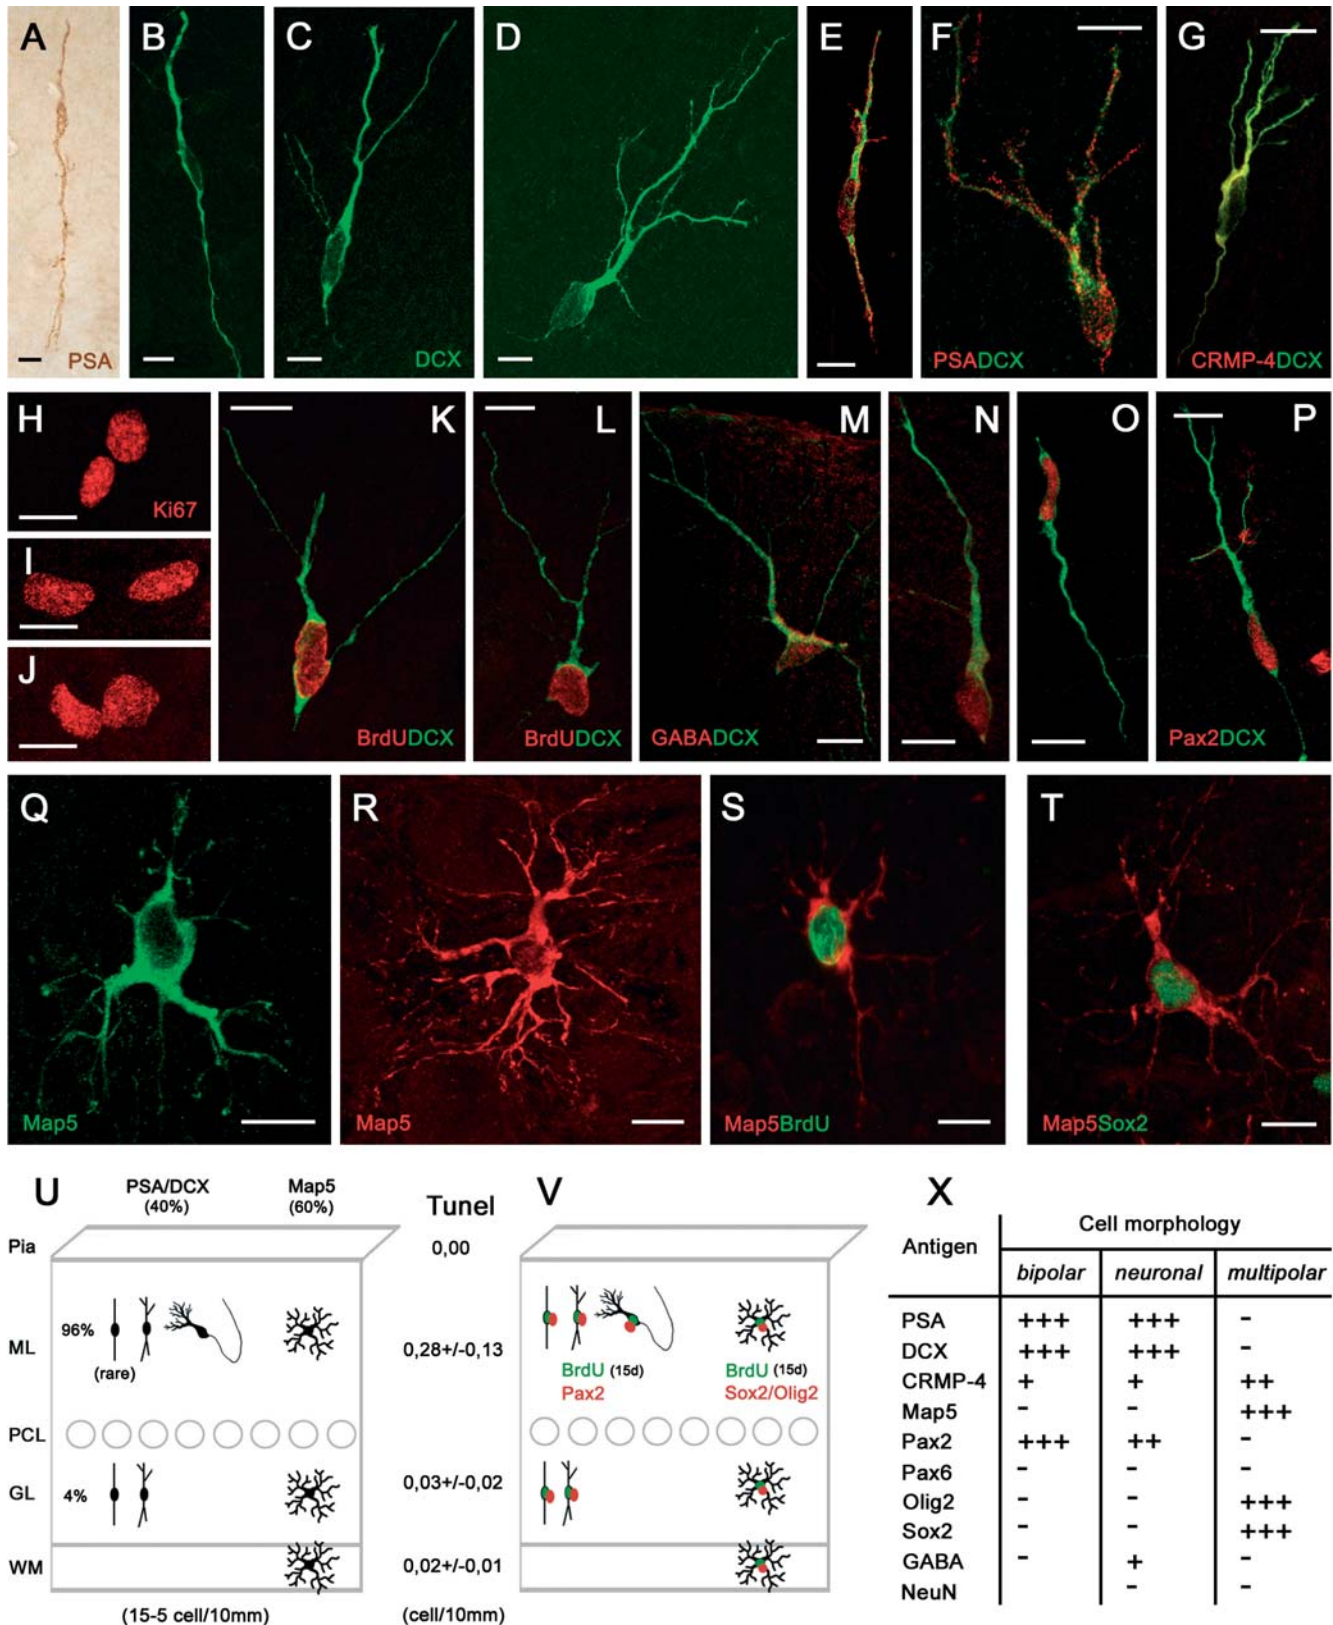 A B C D E F G
PSA DCX PSADCX CRMP-4DCX
H K L M N O P
Ki67
I
J
BrdUDCX BrdUDCX GABADCX Pax2DCX
Q R S T
Map5 Map5 Map5BrdU Map5Sox2
U PSA/DCX Map5 Tunel V X
(40%) (60%)
Pia 0,00
ML 96% (rare) 0,28+/-0,13
BrdU (15d) BrdU (15d)
Pax2 Sox2/Olig2
PCL
GL 4% 0,03+/-0,02
WM 0,02+/-0,01
(15-5 cell/10mm) (cell/10mm)
Antigen Cell morphology
bipolar neuronal multipolar
PSA +++ +++ -
DCX +++ +++ -
CRMP-4 + + ++
Map5 - - +++
Pax2 +++ ++ -
Pax6 - - -
Olig2 - - +++
Sox2 - - +++
GABA - + -
NeuN - -